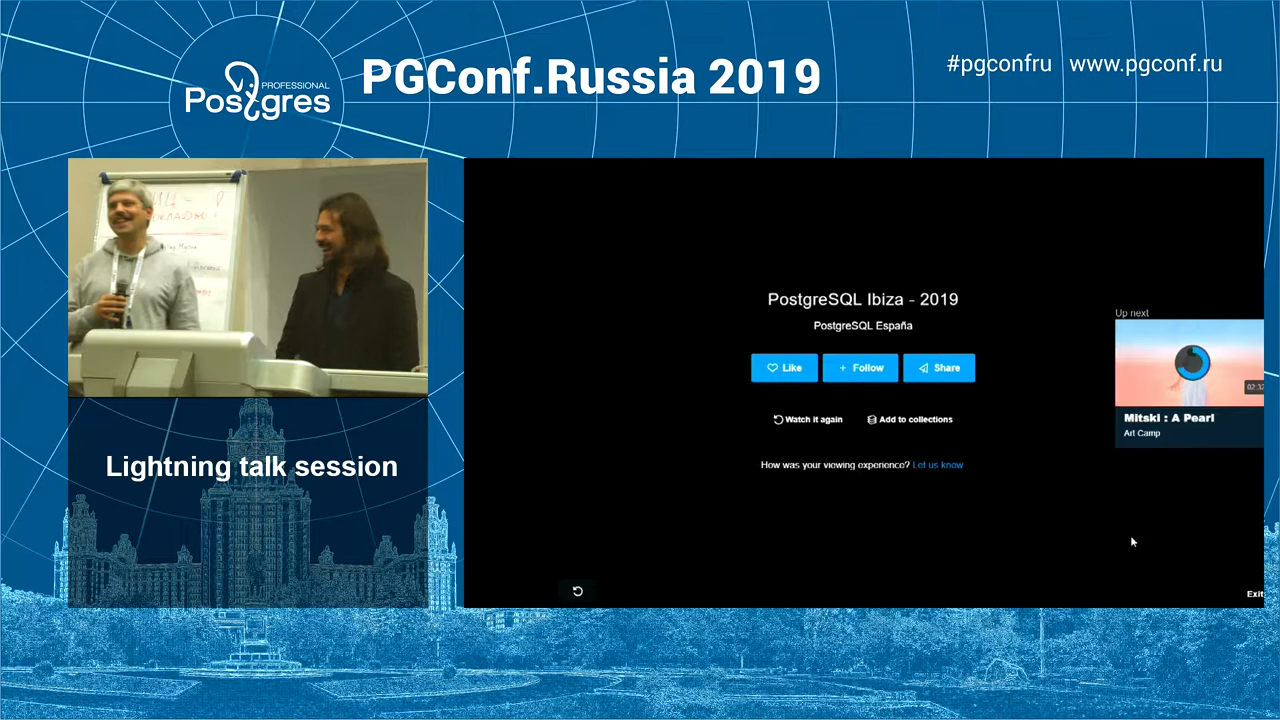 PROFESSIONAL
Postgres
PGConf.Russia 2019
#pgconfru www.pgconf.ru
Lightning talk session
PostgreSQL Ibiza - 2019
PostgreSQL España
Like
+ Follow
Share
Watch it again
Add to collections
How was your viewing experience? Let us know
Up next
Mitski : A Pearl
Art Camp
Exit